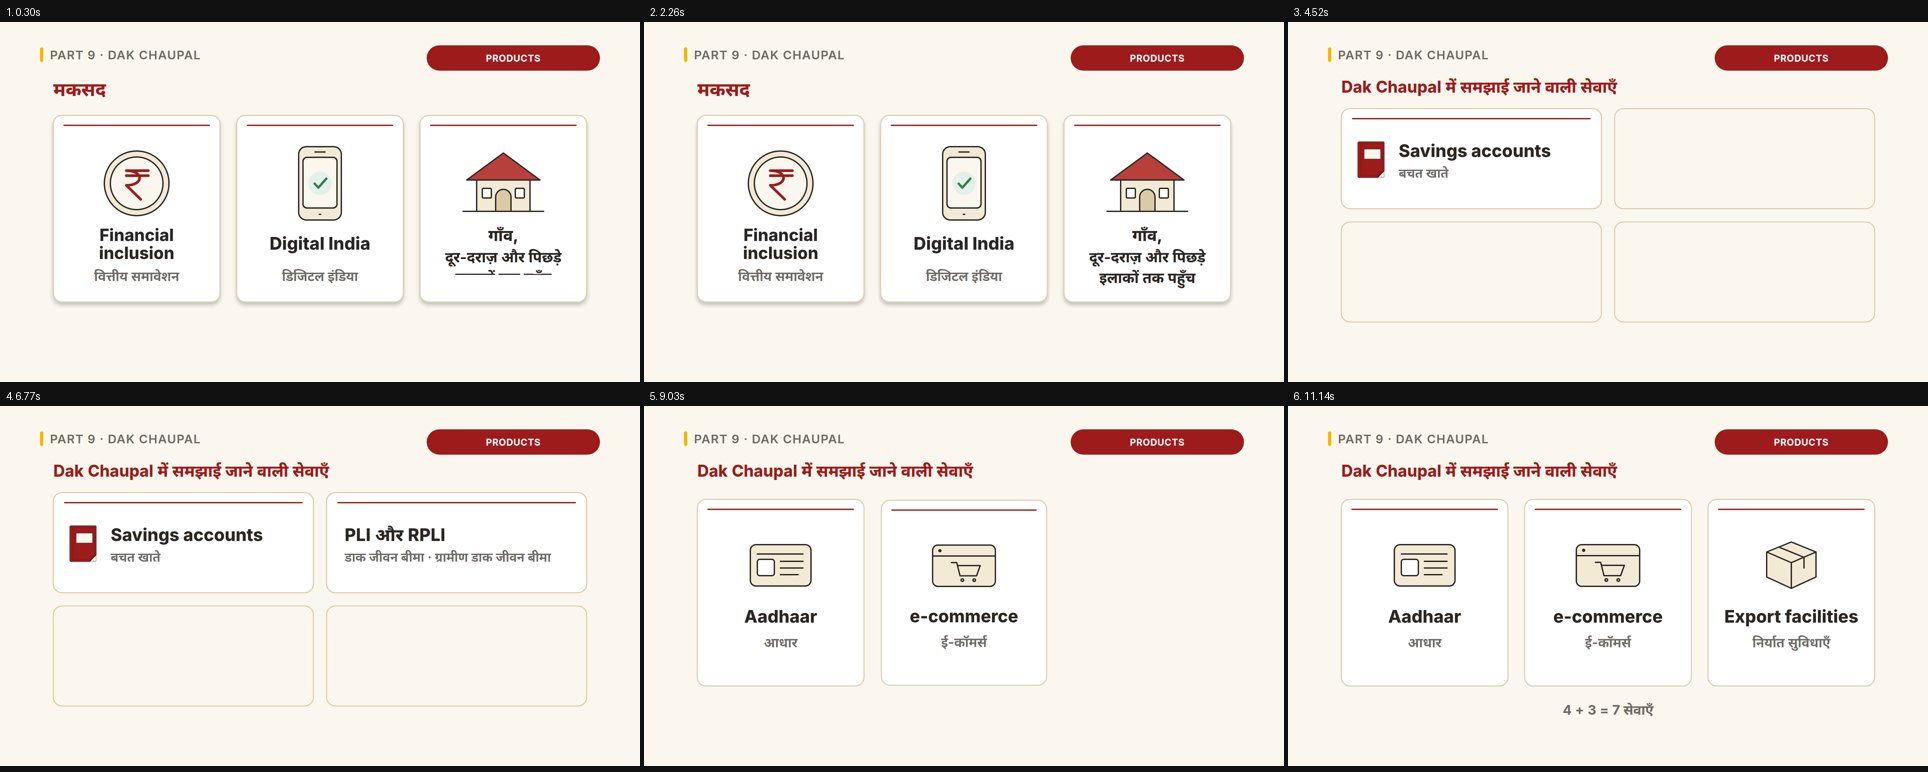 1. 0.30s
PART 9 · DAK CHAUPAL
PRODUCTS
मकसद
Financial
inclusion
वित्तीय समावेशन
Digital India
डिजिटल इंडिया
गाँव,
दूर-दराज़ और पिछड़े
2. 2.26s
PART 9 · DAK CHAUPAL
PRODUCTS
मकसद
Financial
inclusion
वित्तीय समावेशन
Digital India
डिजिटल इंडिया
गाँव,
दूर-दराज़ और पिछड़े
इलाकों तक पहुँच
3. 4.52s
PART 9 · DAK CHAUPAL
PRODUCTS
Dak Chaupal में समझाई जाने वाली सेवाएँ
Savings accounts
बचत खाते
4. 6.77s
PART 9 · DAK CHAUPAL
PRODUCTS
Dak Chaupal में समझाई जाने वाली सेवाएँ
Savings accounts
बचत खाते
PLI और RPLI
डाक जीवन बीमा · ग्रामीण डाक जीवन बीमा
5. 9.03s
PART 9 · DAK CHAUPAL
PRODUCTS
Dak Chaupal में समझाई जाने वाली सेवाएँ
Aadhaar
आधार
e-commerce
ई-कॉमर्स
6. 11.14s
PART 9 · DAK CHAUPAL
PRODUCTS
Dak Chaupal में समझाई जाने वाली सेवाएँ
Aadhaar
आधार
e-commerce
ई-कॉमर्स
Export facilities
निर्यात सुविधाएँ
4 + 3 = 7 सेवाएँ